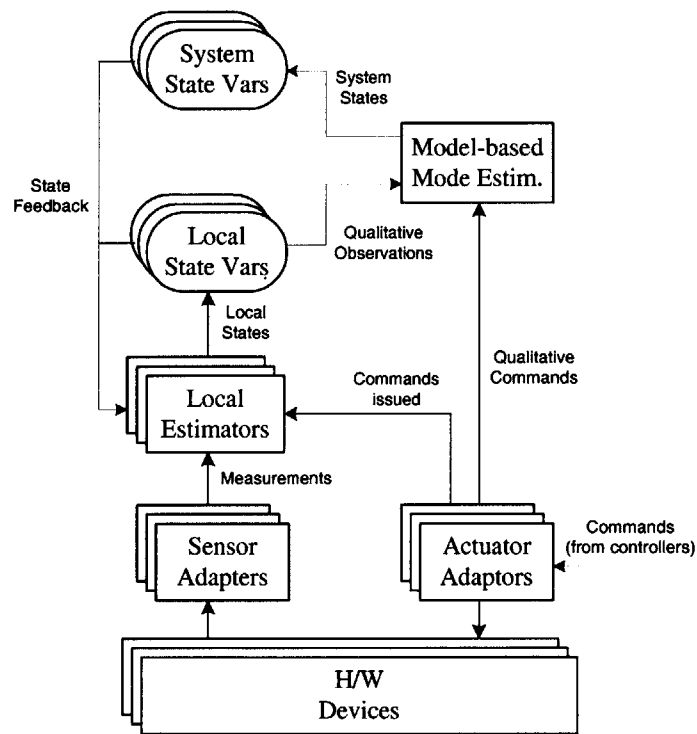 System
State Vars
System
States
Model-based
Mode Estim.
State
Feedback
Local
State Vars
Qualitative
Observations
Local
States
Qualitative
Commands
Commands
issued
Local
Estimators
Measurements
Sensor
Adapters
Actuator
Adaptors
Commands
(from controllers)
H/W
Devices